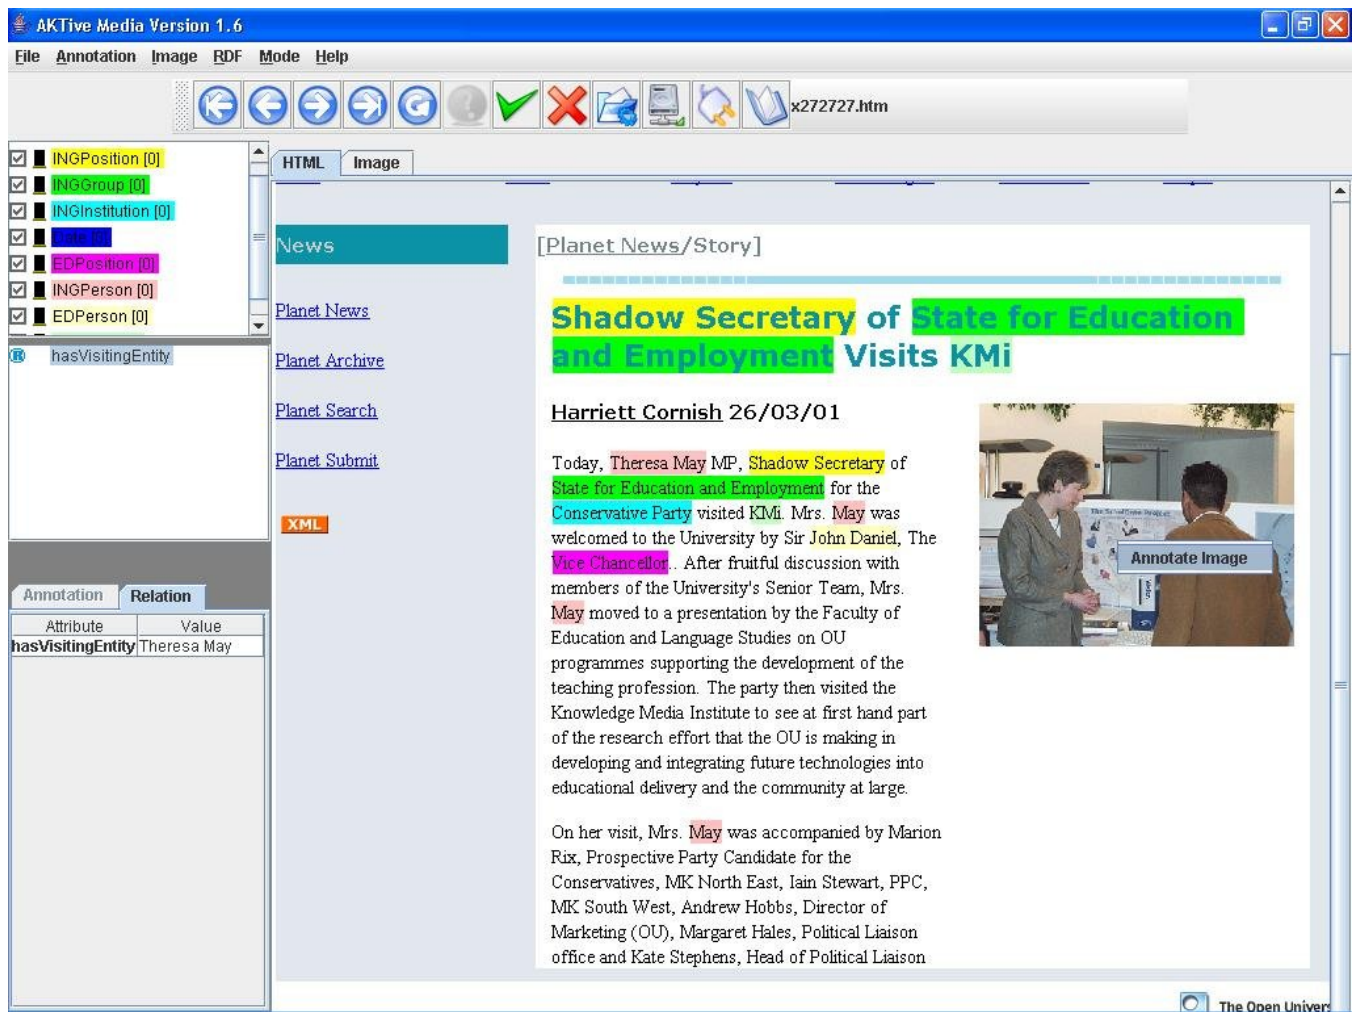 AKTive Media Version 1.6
File Annotation Image RDF Mode Help
x272727.htm
INGPosition [0]
INGGroup [0]
INGInstitution [0]
Date [0]
EDPosition [0]
INGPerson [0]
EDPerson [0]
hasVisitingEntity
Annotation Relation
Attribute Value
hasVisitingEntity Theresa May
HTML Image
News
Planet News
Planet Archive
Planet Search
Planet Submit
XML
[Planet News/Story]
Shadow Secretary of State for Education
and Employment Visits KMi
Harriett Cornish 26/03/01
Today, Theresa May MP, Shadow Secretary of
State for Education and Employment for the
Conservative Party visited KMi. Mrs. May was
welcomed to the University by Sir John Daniel, The
Vice Chancellor.. After fruitful discussion with
members of the University's Senior Team, Mrs.
May moved to a presentation by the Faculty of
Education and Language Studies on OU
programmes supporting the development of the
teaching profession. The party then visited the
Knowledge Media Institute to see at first hand part
of the research effort that the OU is making in
developing and integrating future technologies into
educational delivery and the community at large.
On her visit, Mrs. May was accompanied by Marion
Rix, Prospective Party Candidate for the
Conservatives, MK North East, Iain Stewart, PPC,
MK South West, Andrew Hobbs, Director of
Marketing (OU), Margaret Hales, Political Liaison
office and Kate Stephens, Head of Political Liaison
Annotate Image
The Open Univers